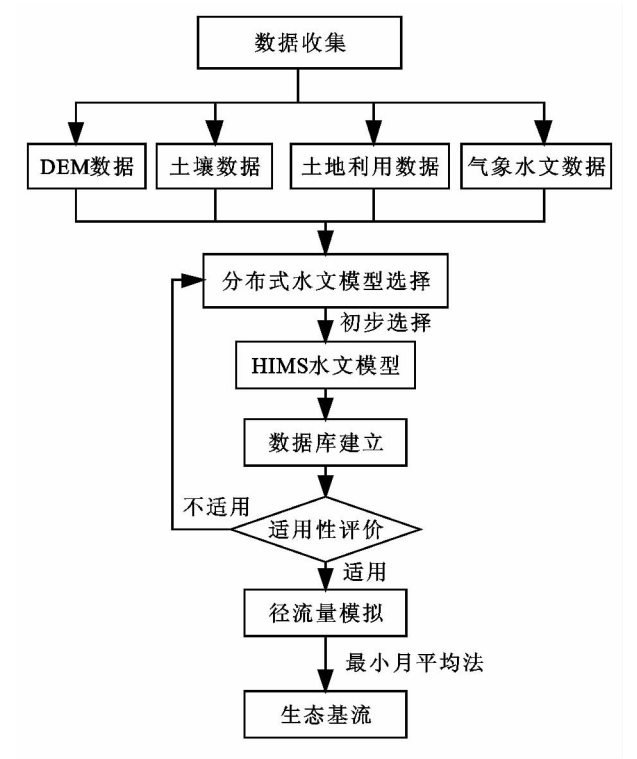 数据收集
DEM数据
土壤数据
土地利用数据
气象水文数据
分布式水文模型选择
初步选择
HIMS水文模型
数据库建立
不适用
适用性评价
适用
径流量模拟
最小月平均法
生态基流